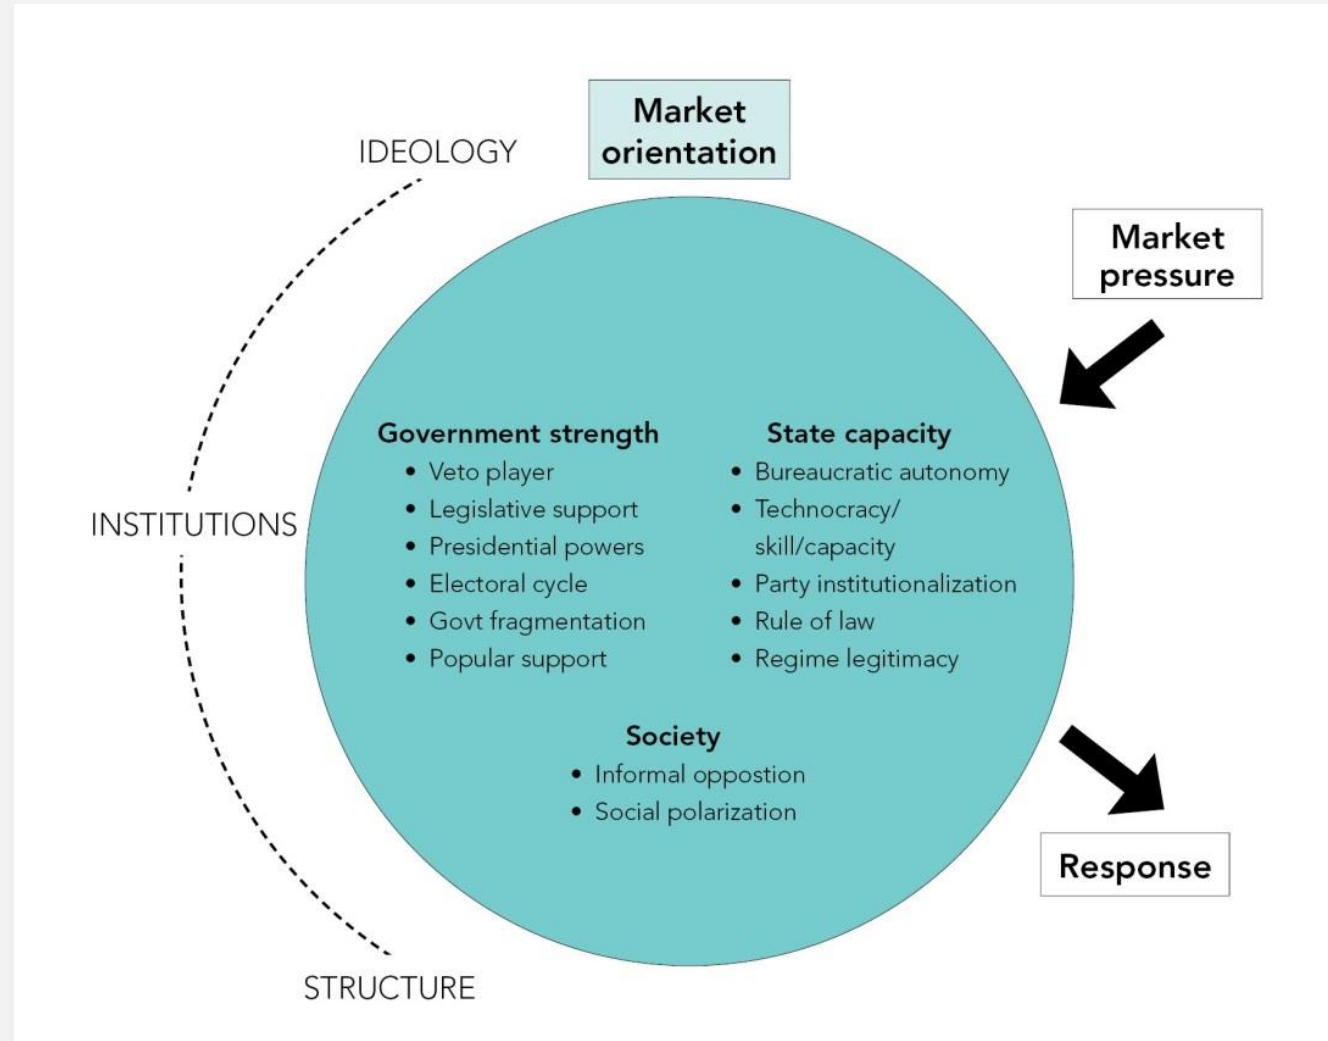 Market
orientation
IDEOLOGY
Market
pressure
Government strength
• Veto player
• Legislative support
• Presidential powers
• Electoral cycle
• Govt fragmentation
• Popular support
State capacity
• Bureaucratic autonomy
• Technocracy/
skill/capacity
• Party institutionalization
• Rule of law
• Regime legitimacy
INSTITUTIONS
Society
• Informal oppostion
• Social polarization
Response
STRUCTURE